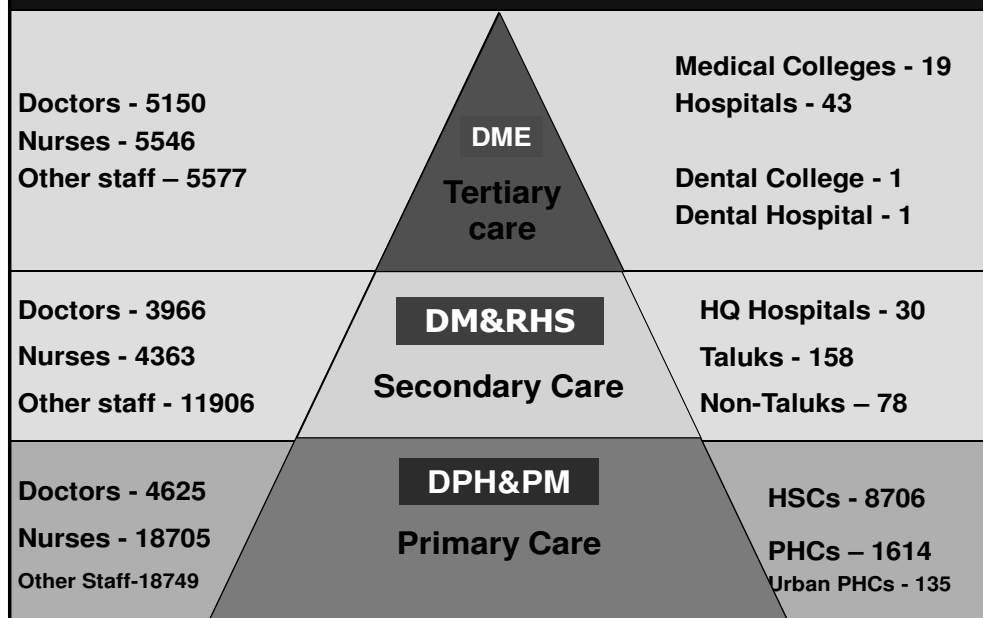 Doctors - 5150
Nurses - 5546
Other staff – 5577
DME
Tertiary
care
Medical Colleges - 19
Hospitals - 43
Dental College - 1
Dental Hospital - 1
Doctors - 3966
Nurses - 4363
Other staff - 11906
DM&RHS
Secondary Care
HQ Hospitals - 30
Taluks - 158
Non-Taluks – 78
Doctors - 4625
Nurses - 18705
Other Staff-18749
DPH&PM
Primary Care
HSCs - 8706
PHCs – 1614
Urban PHCs - 135